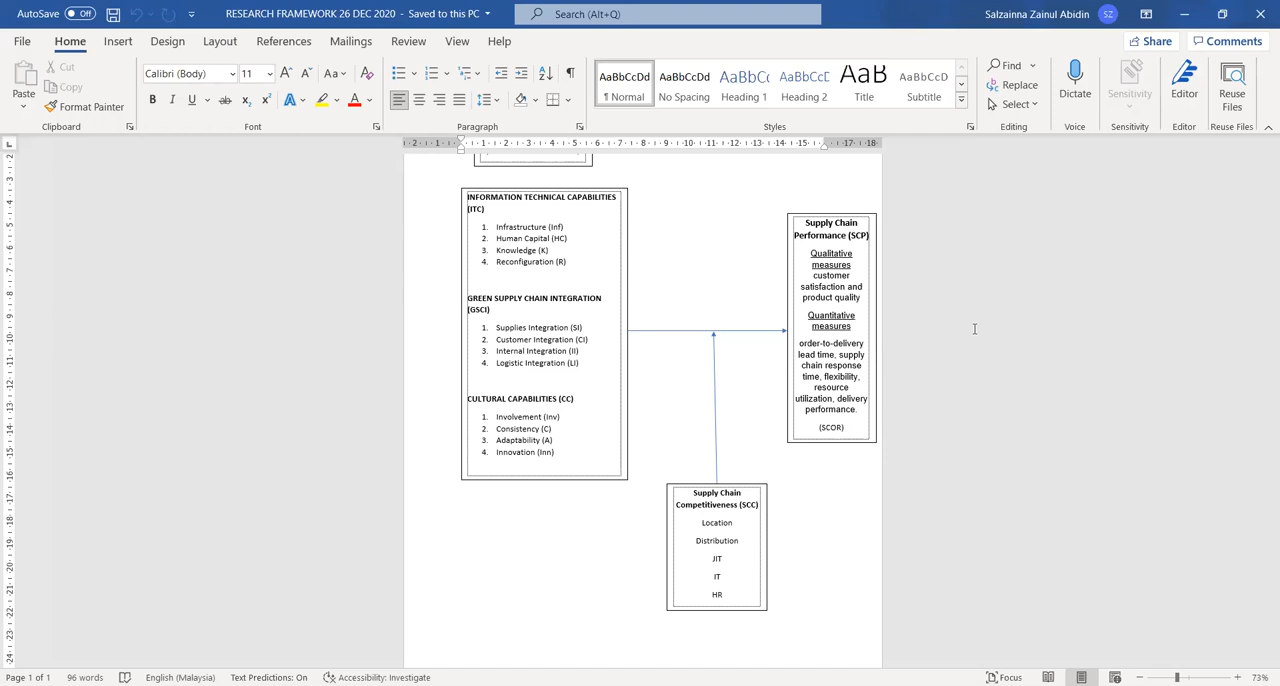 AutoSave Off RESEARCH FRAMEWORK 26 DEC 2020 - Saved to this PC Search (Alt+Q) Salzainna Zainul Abidin SZ
File Home Insert Design Layout References Mailings Review View Help Share Comments
Paste
Cut
Copy
Format Painter
Clipboard
Calibri (Body) 11
Font
Paragraph
AaBbCcDd AaBbCcDd AaBbCc AaBbCcD AaB AaBbCcD
¶ Normal No Spacing Heading 1 Heading 2 Title Subtitle
Styles
Find
Replace
Select
Editing
Dictate
Voice
Sensitivity
Sensitivity
Editor
Editor
Reuse
Files
Reuse Files
INFORMATION TECHNICAL CAPABILITIES
(ITC)
1. Infrastructure (Inf)
2. Human Capital (HC)
3. Knowledge (K)
4. Reconfiguration (R)
GREEN SUPPLY CHAIN INTEGRATION
(GSCI)
1. Supplies Integration (SI)
2. Customer Integration (CI)
3. Internal Integration (II)
4. Logistic Integration (LI)
CULTURAL CAPABILITIES (CC)
1. Involvement (Inv)
2. Consistency (C)
3. Adaptability (A)
4. Innovation (Inn)
Supply Chain
Performance (SCP)
Qualitative
measures
customer
satisfaction and
product quality
Quantitative
measures
order-to-delivery
lead time, supply
chain response
time, flexibility,
resource
utilization, delivery
performance.
(SCOR)
Supply Chain
Competitiveness (SCC)
Location
Distribution
JIT
IT
HR
Page 1 of 1 96 words English (Malaysia) Text Predictions: On Accessibility: Investigate Focus 73%